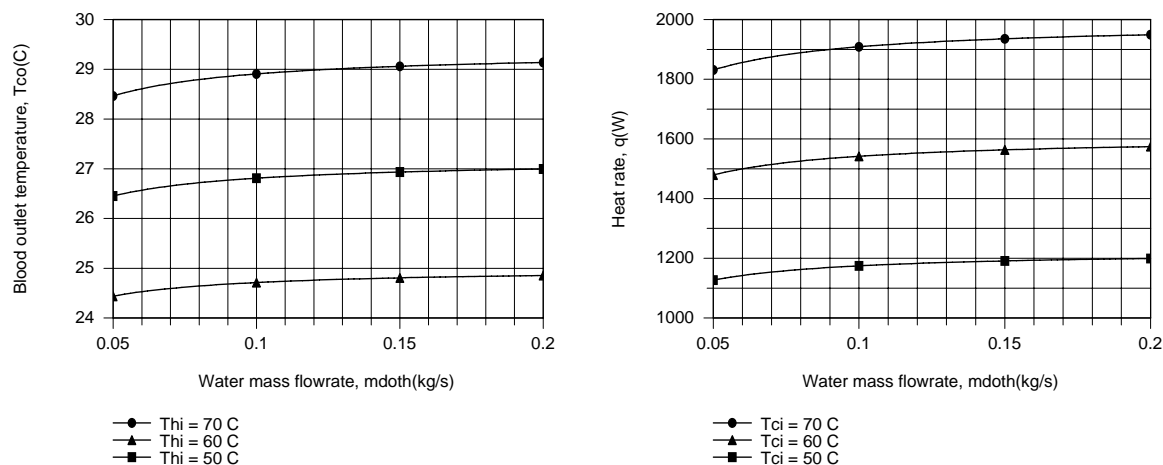 Blood outlet temperature, Tco(C)
30
29
28
27
26
25
24
0.05 0.1 0.15 0.2
Water mass flowrate, mdoth(kg/s)
Thi = 70 C
Thi = 60 C
Thi = 50 C
Heat rate, q(W)
2000
1800
1600
1400
1200
1000
0.05 0.1 0.15 0.2
Water mass flowrate, mdoth(kg/s)
Tci = 70 C
Tci = 60 C
Tci = 50 C